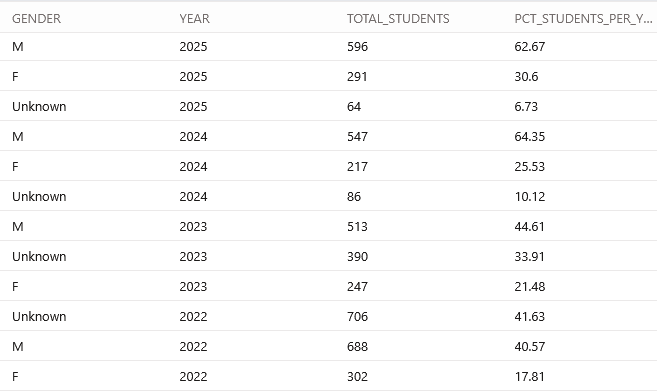 GENDER YEAR TOTAL_STUDENTS PCT_STUDENTS_PER_Y...
M 2025 596 62.67
F 2025 291 30.6
Unknown 2025 64 6.73
M 2024 547 64.35
F 2024 217 25.53
Unknown 2024 86 10.12
M 2023 513 44.61
Unknown 2023 390 33.91
F 2023 247 21.48
Unknown 2022 706 41.63
M 2022 688 40.57
F 2022 302 17.81